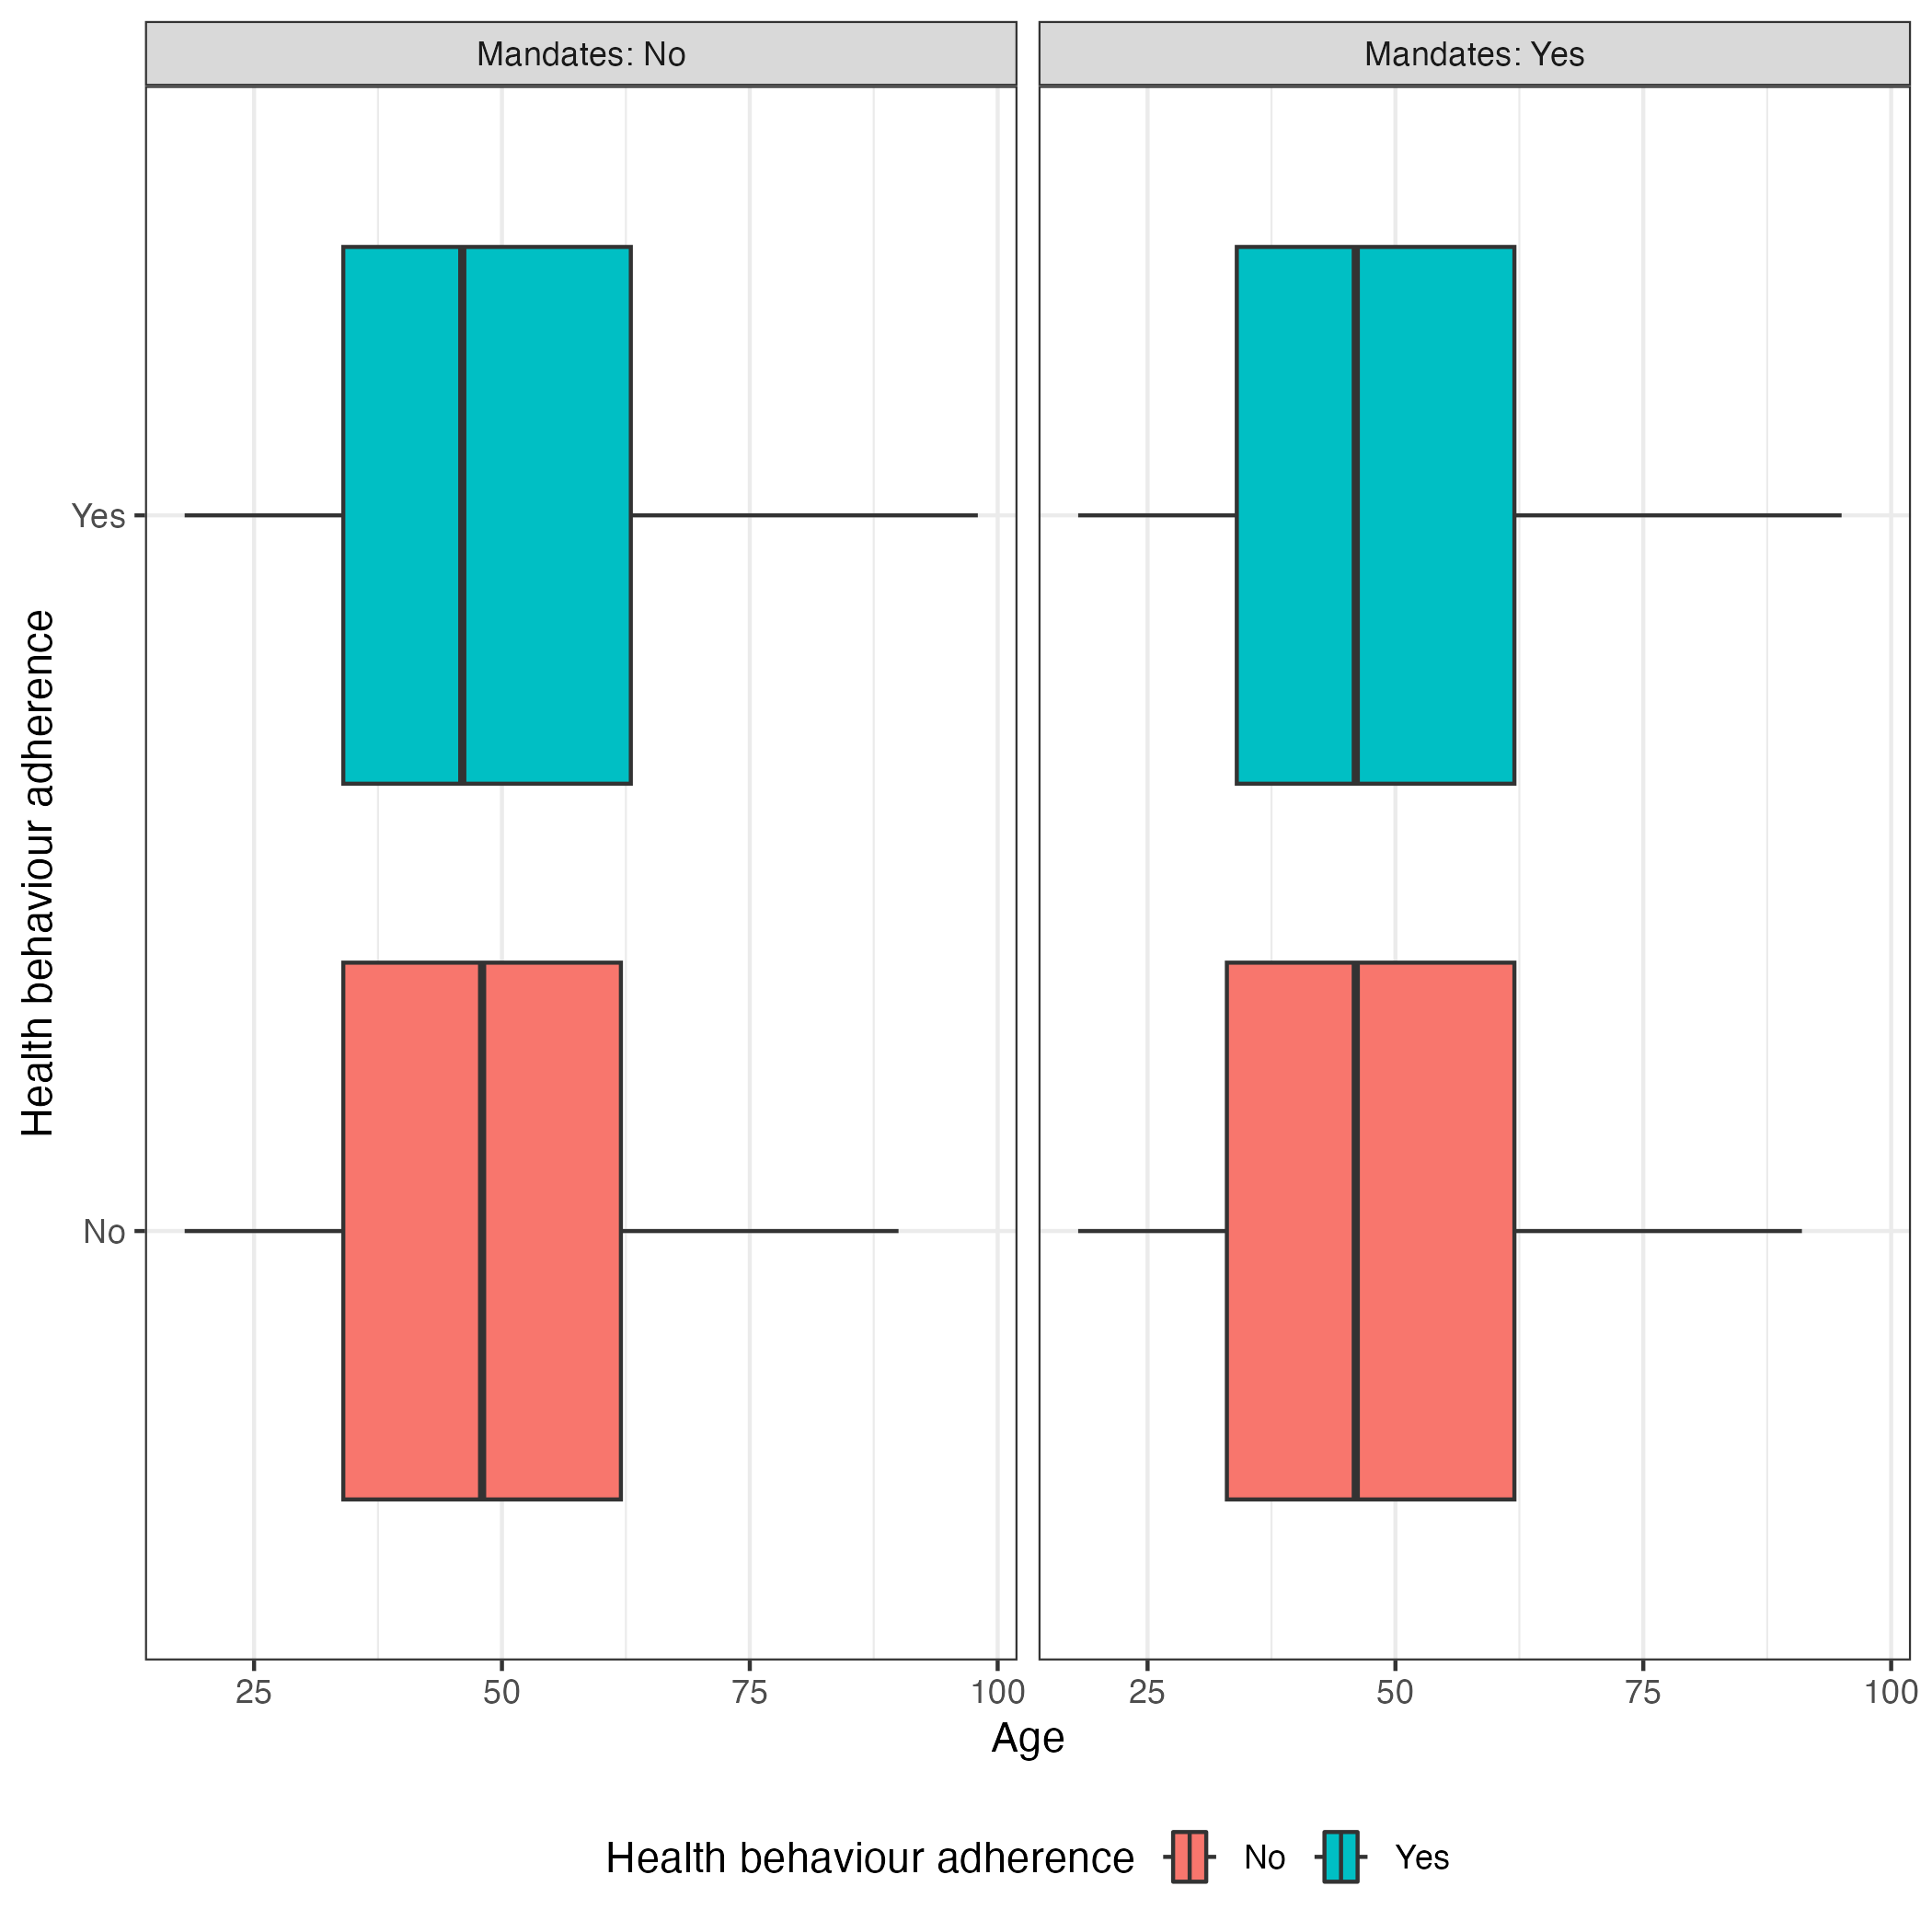 Mandates: No
Mandates: Yes
Health behaviour adherence
Yes
No
25 50 75 100
25 50 75 100
Age
Health behaviour adherence No Yes